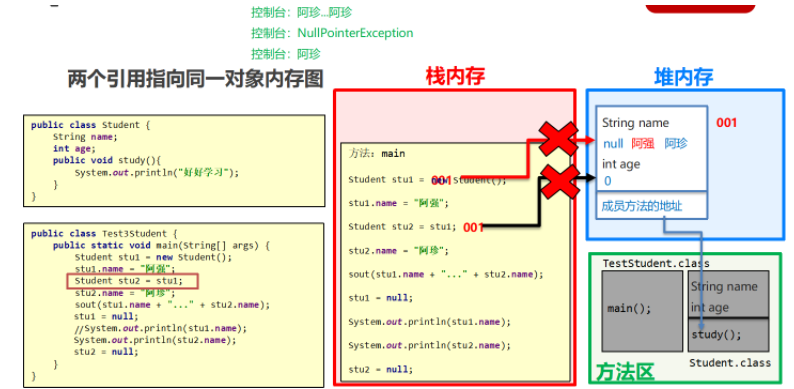 控制台：阿珍...阿珍
控制台：NullPointerException
控制台：阿珍
两个引用指向同一对象内存图
public class Student {
String name;
int age;
public void study(){
System.out.println("好好学习");
}
}
public class Test3Student {
public static void main(String[] args) {
Student stu1 = new Student();
stu1.name = "阿强";
Student stu2 = stu1;
stu2.name = "阿珍";
sout(stu1.name + "..." + stu2.name);
stu1 = null;
//System.out.println(stu1.name);
System.out.println(stu2.name);
stu2 = null;
}
}
栈内存
方法：main
Student stu1 = 001 new Student();
stu1.name = "阿强";
Student stu2 = stu1; 001
stu2.name = "阿珍";
sout(stu1.name + "..." + stu2.name);
stu1 = null;
System.out.println(stu1.name);
System.out.println(stu2.name);
stu2 = null;
堆内存
String name
001
null 阿强 阿珍
int age
0
成员方法的地址
TestStudent.class
main();
String name
int age
study();
Student.class
方法区